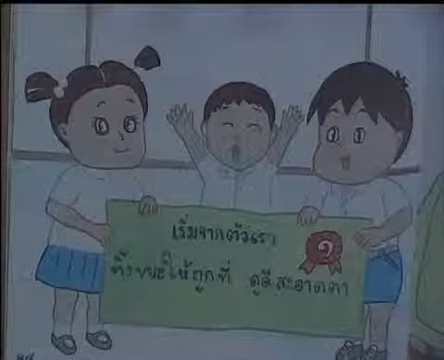 เริ่มจากตัวเรา
ทิ้งขยะให้ถูกที่ ดูดีสะอาดตา